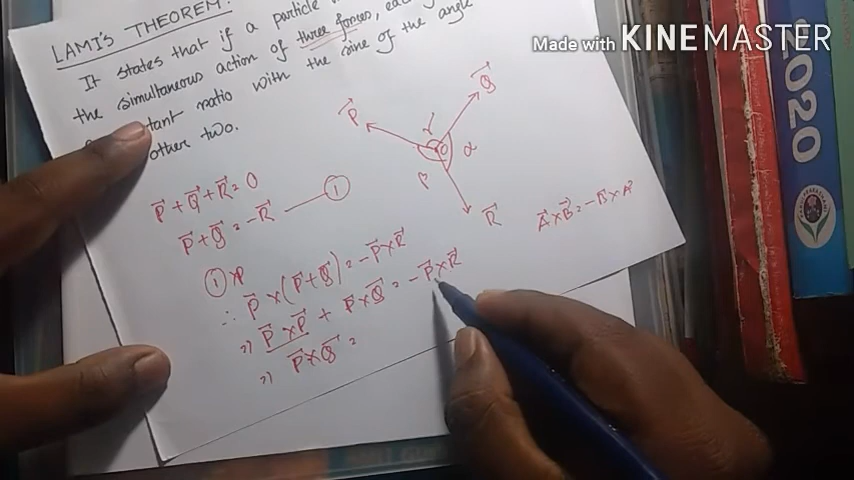 Made with KINEMASTER
LAMI'S THEOREM:
It states that if a particle
the simultaneous action of three forces, each
ratio with the sine of the angle
other two.
P⃗
Q⃗
γ
O
α
β
R⃗
P⃗ + Q⃗ + R⃗ = 0
P⃗ + Q⃗ = -R⃗ — ①
A⃗ × B⃗ = -B⃗ × A⃗
① × P
∴ P⃗ × (P⃗ + Q⃗) = -P⃗ × R⃗
⇒ P⃗ × P⃗ + P × Q⃗ = -P⃗ × R⃗
⇒ P⃗ × Q⃗ =
2020